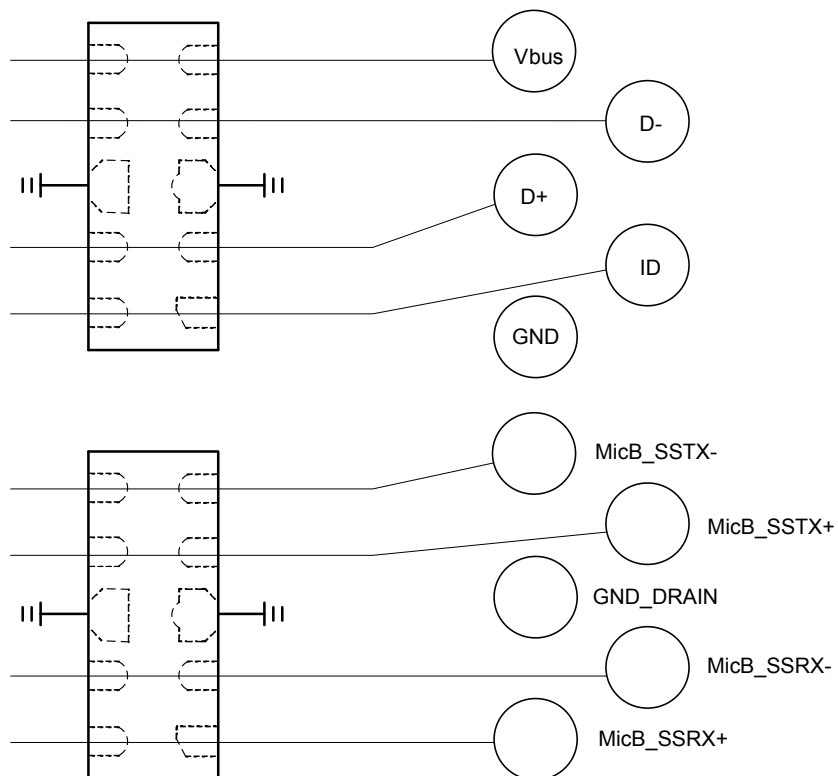 Vbus
D-
D+
ID
GND
MicB_SSTX-
MicB_SSTX+
GND_DRAIN
MicB_SSRX-
MicB_SSRX+